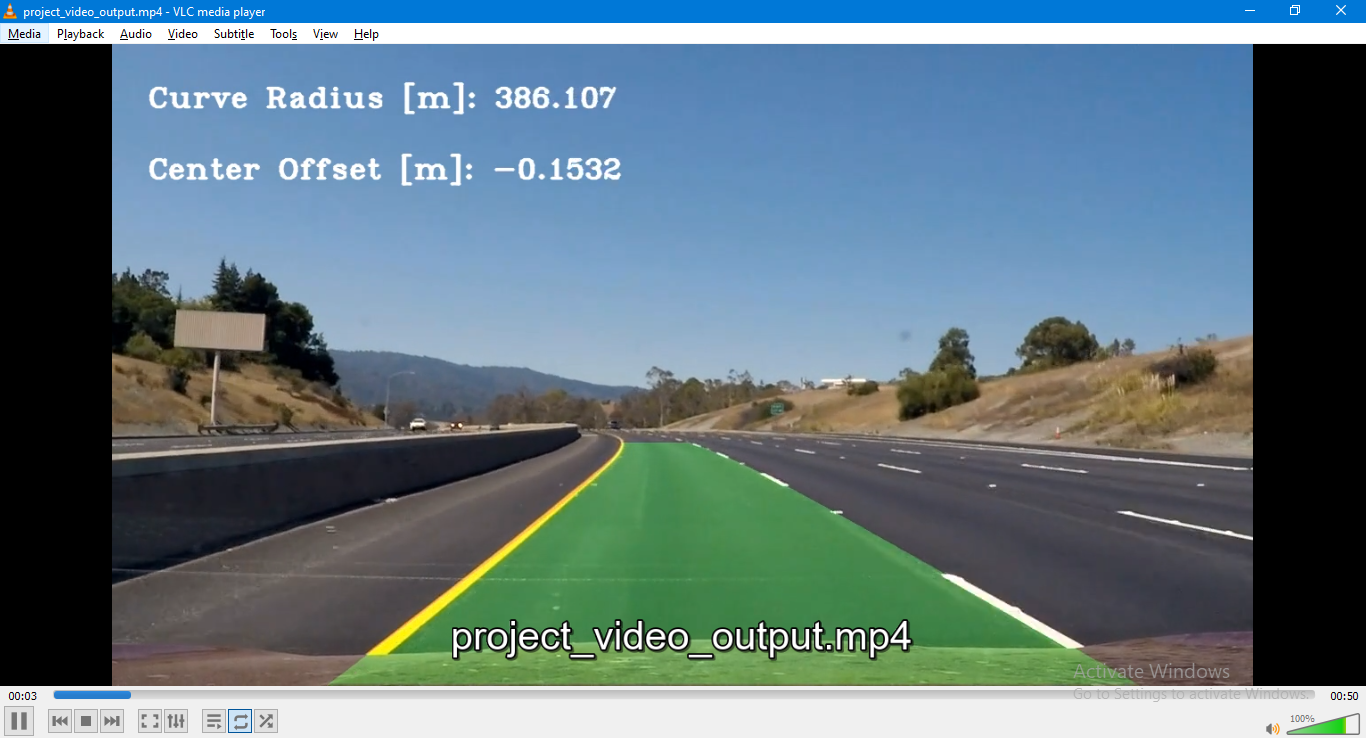 project_video_output.mp4 - VLC media player
Media Playback Audio Video Subtitle Tools View Help
Curve Radius [m]: 386.107
Center Offset [m]: -0.1532
project_video_output.mp4
Activate Windows
Go to Settings to activate Windows.
00:03
00:50
100%